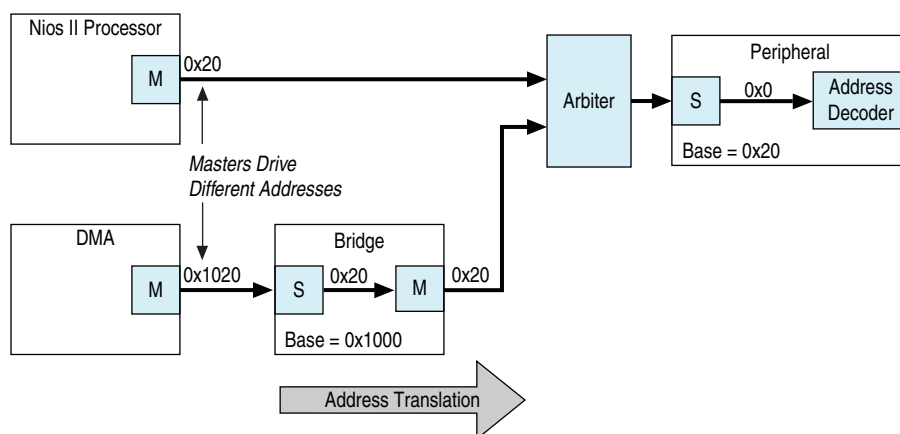 Nios II Processor
M
0x20
Masters Drive
Different Addresses
DMA
M
0x1020
Bridge
S
0x20
M
0x20
Base = 0x1000
Arbiter
Peripheral
S
0x0
Address
Decoder
Base = 0x20
Address Translation